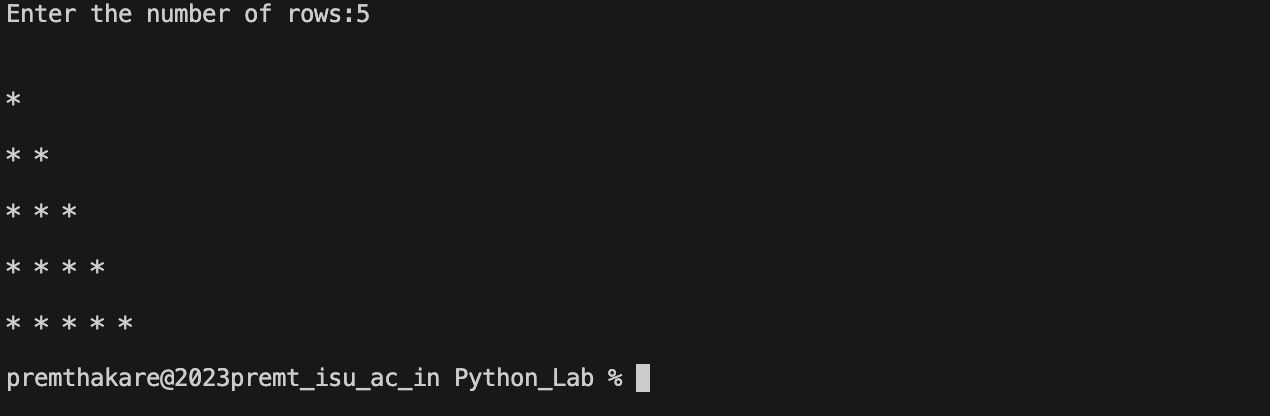 Enter the number of rows:5
*
* *
* * *
* * * *
* * * * *
premthakare@2023premt_isu_ac_in Python_Lab %